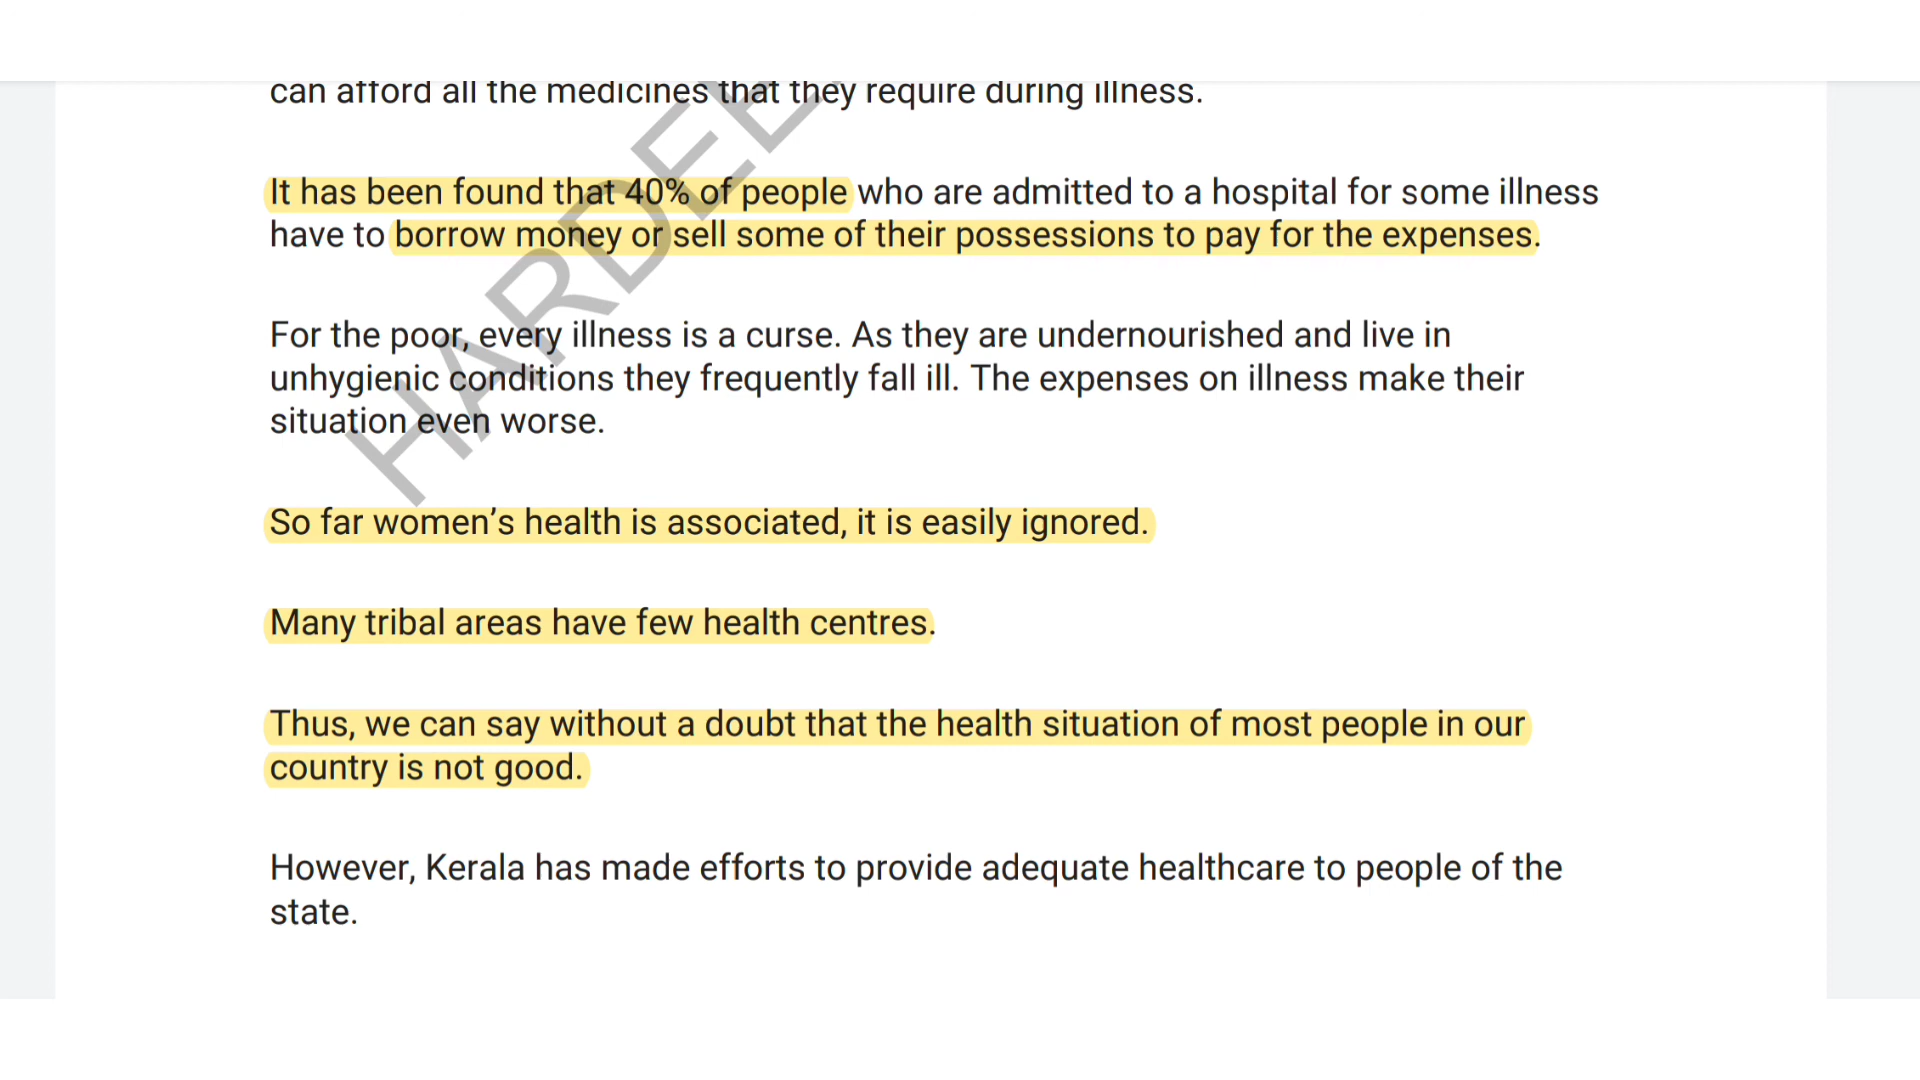 can afford all the medicines that they require during illness.
It has been found that 40% of people who are admitted to a hospital for some illness
have to borrow money or sell some of their possessions to pay for the expenses.
For the poor, every illness is a curse. As they are undernourished and live in
unhygienic conditions they frequently fall ill. The expenses on illness make their
situation even worse.
So far women’s health is associated, it is easily ignored.
Many tribal areas have few health centres.
Thus, we can say without a doubt that the health situation of most people in our
country is not good.
However, Kerala has made efforts to provide adequate healthcare to people of the
state.
HARDEE